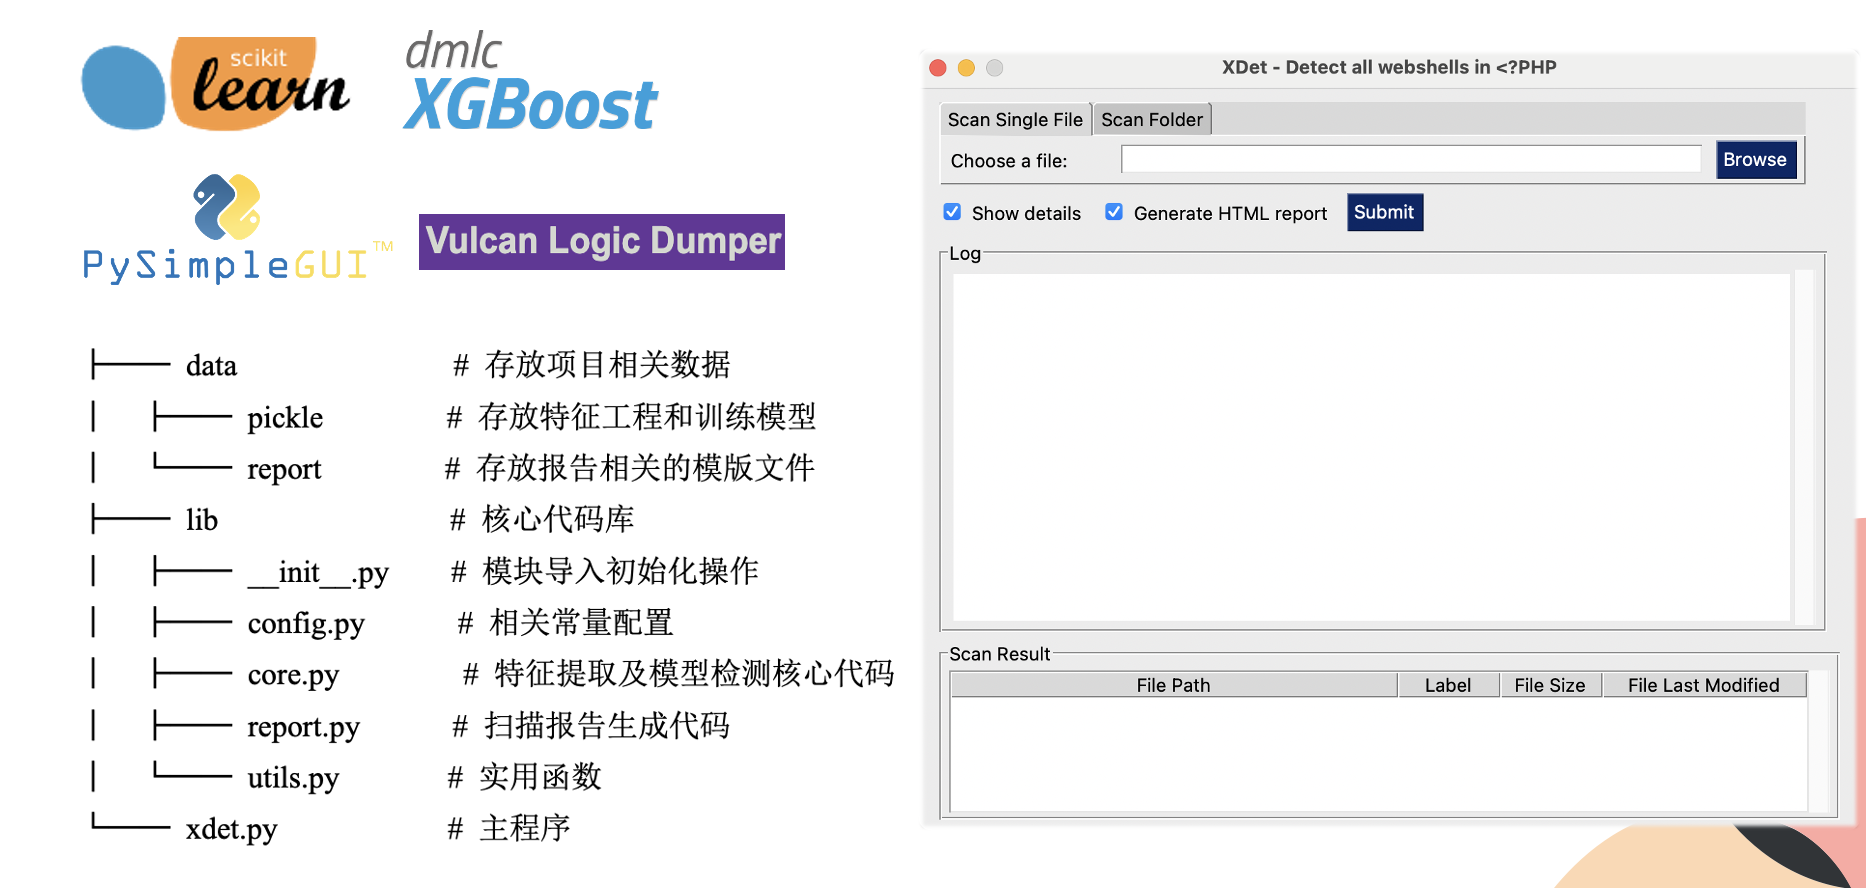 scikit
learn
dmlc
XGBoost
PySimpleGUI™
Vulcan Logic Dumper
├── data # 存放项目相关数据
│ ├── pickle # 存放特征工程和训练模型
│ └── report # 存放报告相关的模版文件
├── lib # 核心代码库
│ ├── __init__.py # 模块导入初始化操作
│ ├── config.py # 相关常量配置
│ ├── core.py # 特征提取及模型检测核心代码
│ ├── report.py # 扫描报告生成代码
│ └── utils.py # 实用函数
└── xdet.py # 主程序
XDet - Detect all webshells in <?PHP
Scan Single File Scan Folder
Choose a file: Browse
Show details Generate HTML report Submit
Log
Scan Result
File Path Label File Size File Last Modified